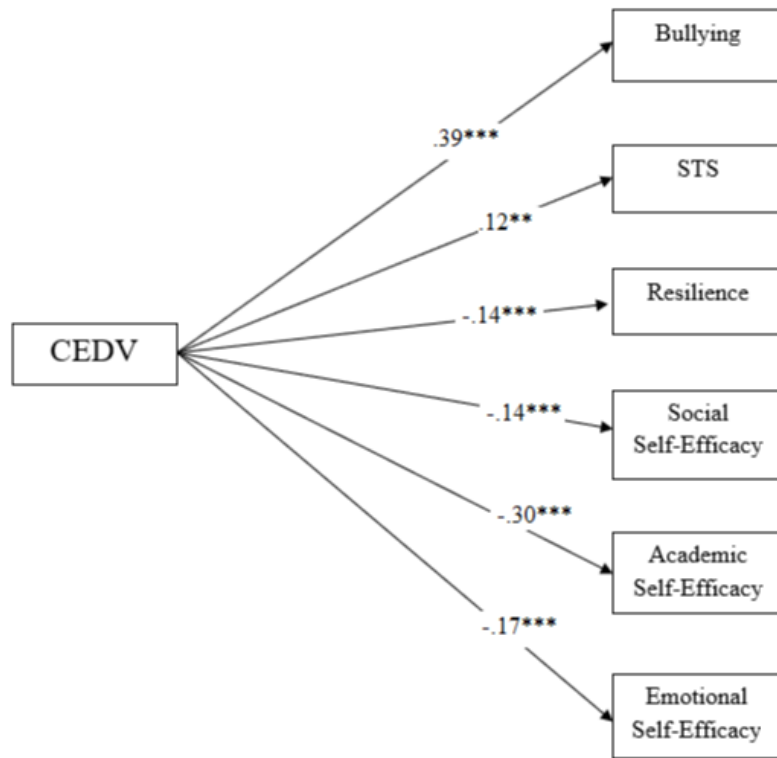 Bullying
.39***
STS
.12**
Resilience
-.14***
CEDV
Social
Self-Efficacy
-.14***
Academic
Self-Efficacy
-.30***
Emotional
Self-Efficacy
-.17***